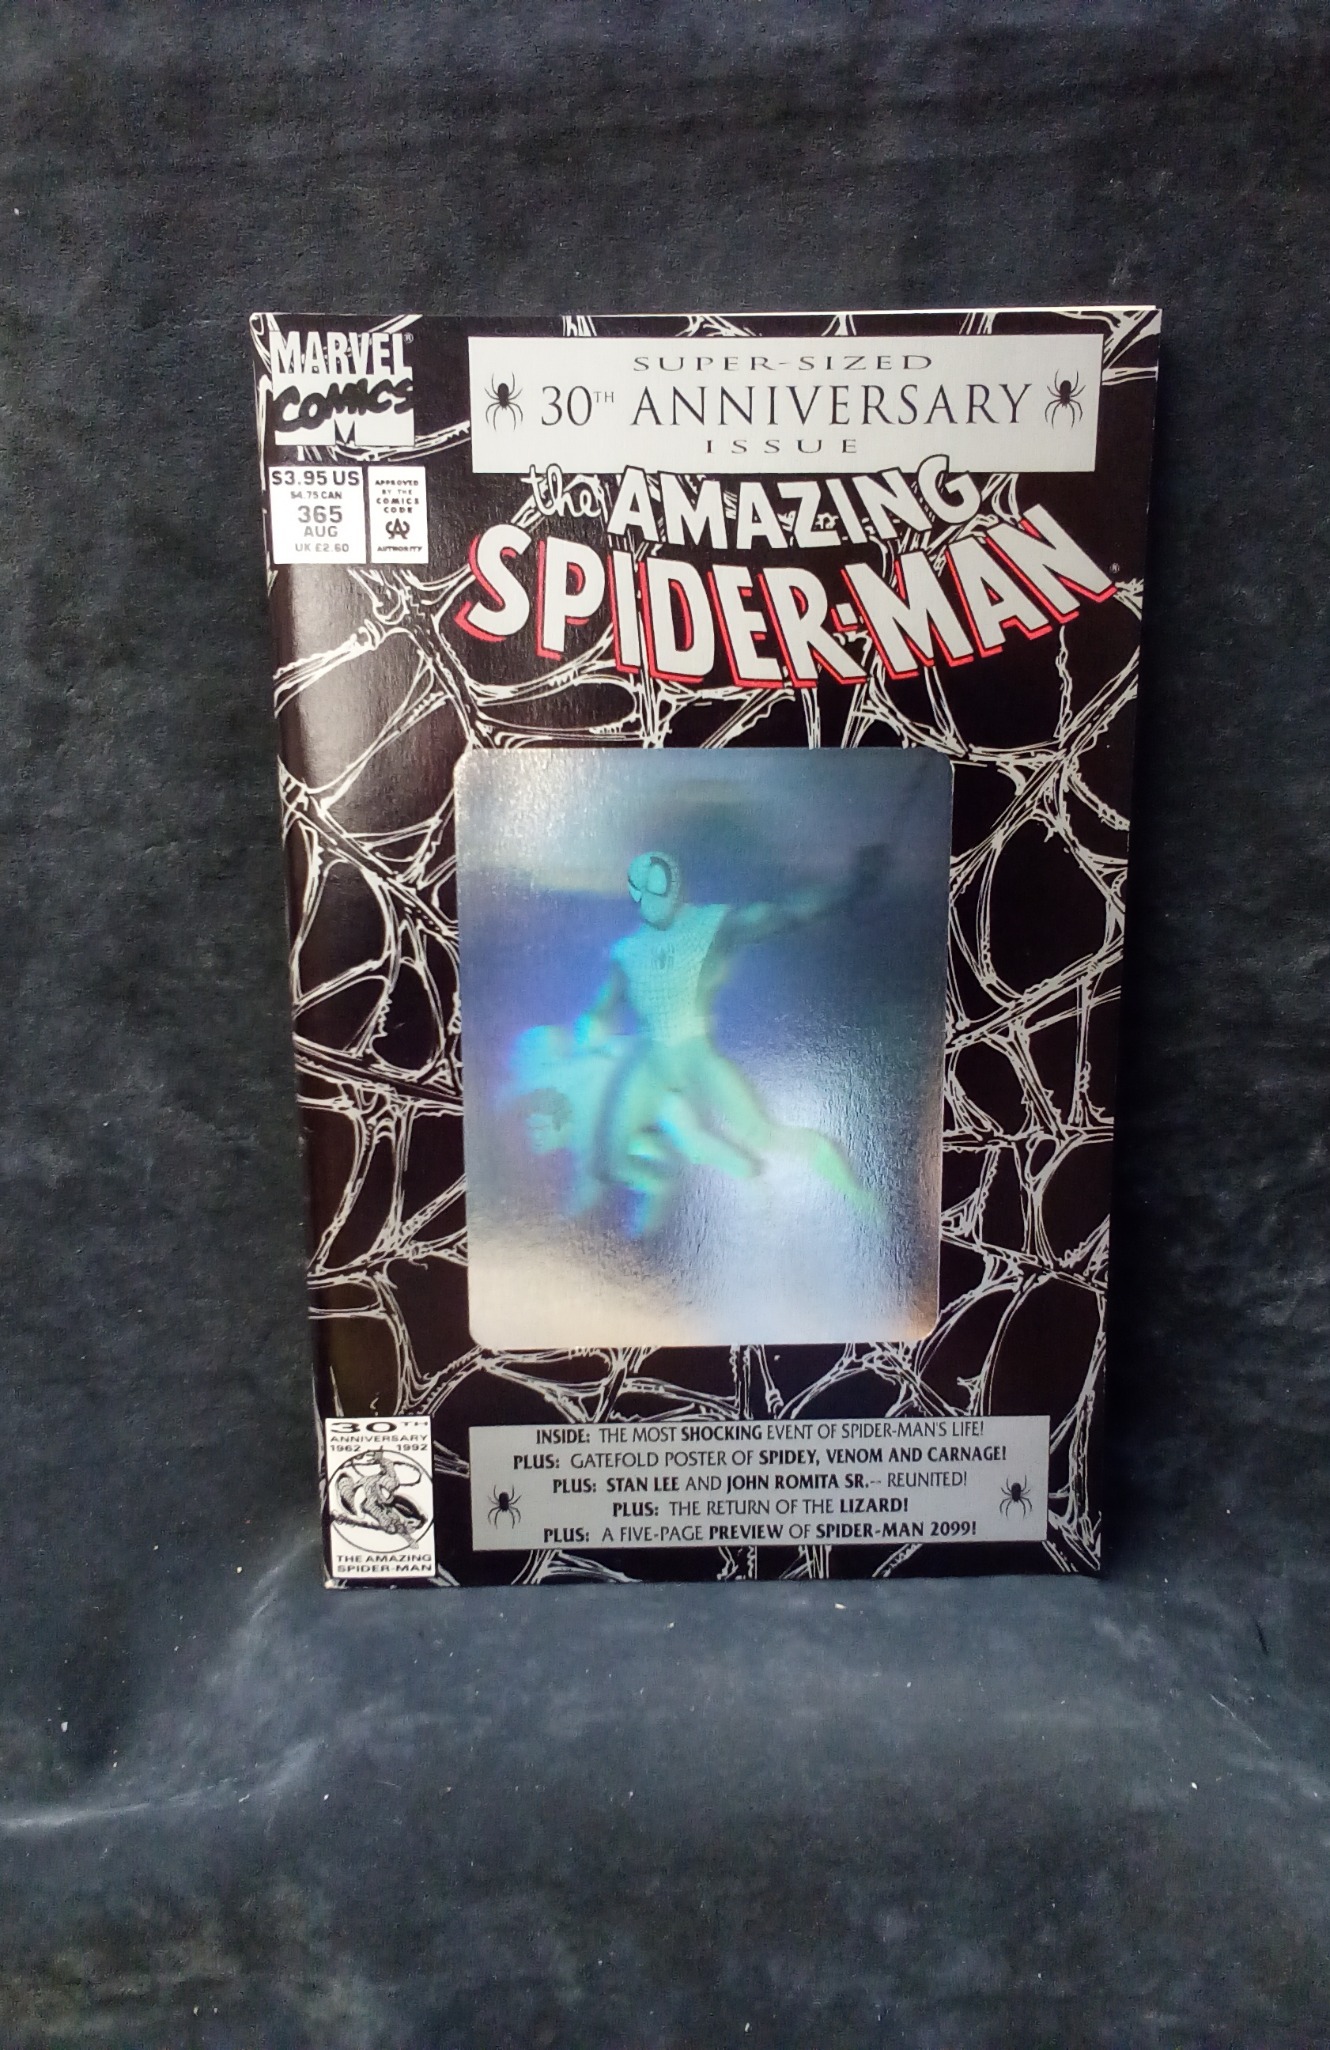 MARVEL®
COMICS
M
$3.95 US
$4.75 CAN
365
AUG
UK £2.60
APPROVED
BY THE
COMICS
CODE
CA
AUTHORITY
SUPER-SIZED
30TH ANNIVERSARY
ISSUE
the AMAZING
SPIDER-MAN®
30TH
ANNIVERSARY
1962 1992
THE AMAZING
SPIDER-MAN
INSIDE: THE MOST SHOCKING EVENT OF SPIDER-MAN'S LIFE!
PLUS: GATEFOLD POSTER OF SPIDEY, VENOM AND CARNAGE!
PLUS: STAN LEE AND JOHN ROMITA SR.-- REUNITED!
PLUS: THE RETURN OF THE LIZARD!
PLUS: A FIVE-PAGE PREVIEW OF SPIDER-MAN 2099!